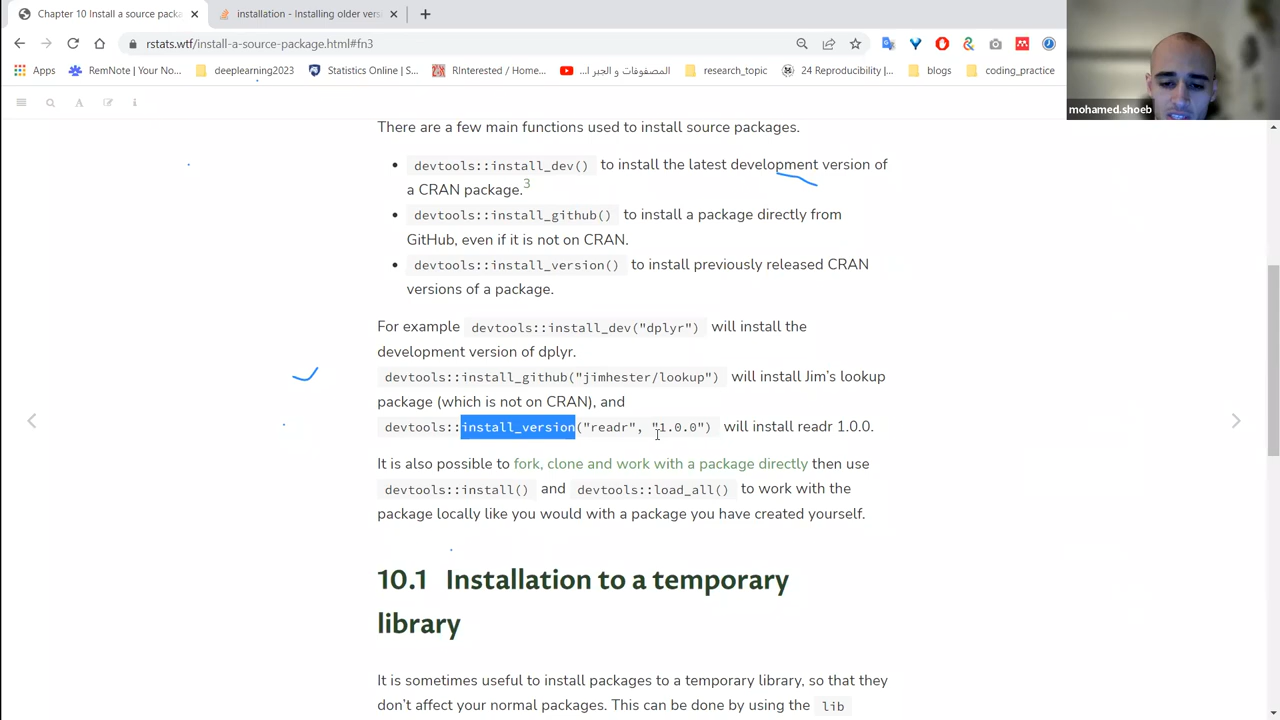 Chapter 10 Install a source packa
installation - Installing older vers
rstats.wtf/install-a-source-package.html#fn3
Apps
RemNote | Your No...
deeplearning2023
Statistics Online | S...
RInterested / Home...
المصفوفات و الجبر ا...
research_topic
24 Reproducibility |...
blogs
coding_practice
mohamed.shoeb
There are a few main functions used to install source packages.
• devtools::install_dev() to install the latest development version of
a CRAN package.3
• devtools::install_github() to install a package directly from
GitHub, even if it is not on CRAN.
• devtools::install_version() to install previously released CRAN
versions of a package.
For example devtools::install_dev("dplyr") will install the
development version of dplyr.
devtools::install_github("jimhester/lookup") will install Jim’s lookup
package (which is not on CRAN), and
devtools::install_version("readr", "1.0.0") will install readr 1.0.0.
It is also possible to fork, clone and work with a package directly then use
devtools::install() and devtools::load_all() to work with the
package locally like you would with a package you have created yourself.
10.1 Installation to a temporary
library
It is sometimes useful to install packages to a temporary library, so that they
don’t affect your normal packages. This can be done by using the lib